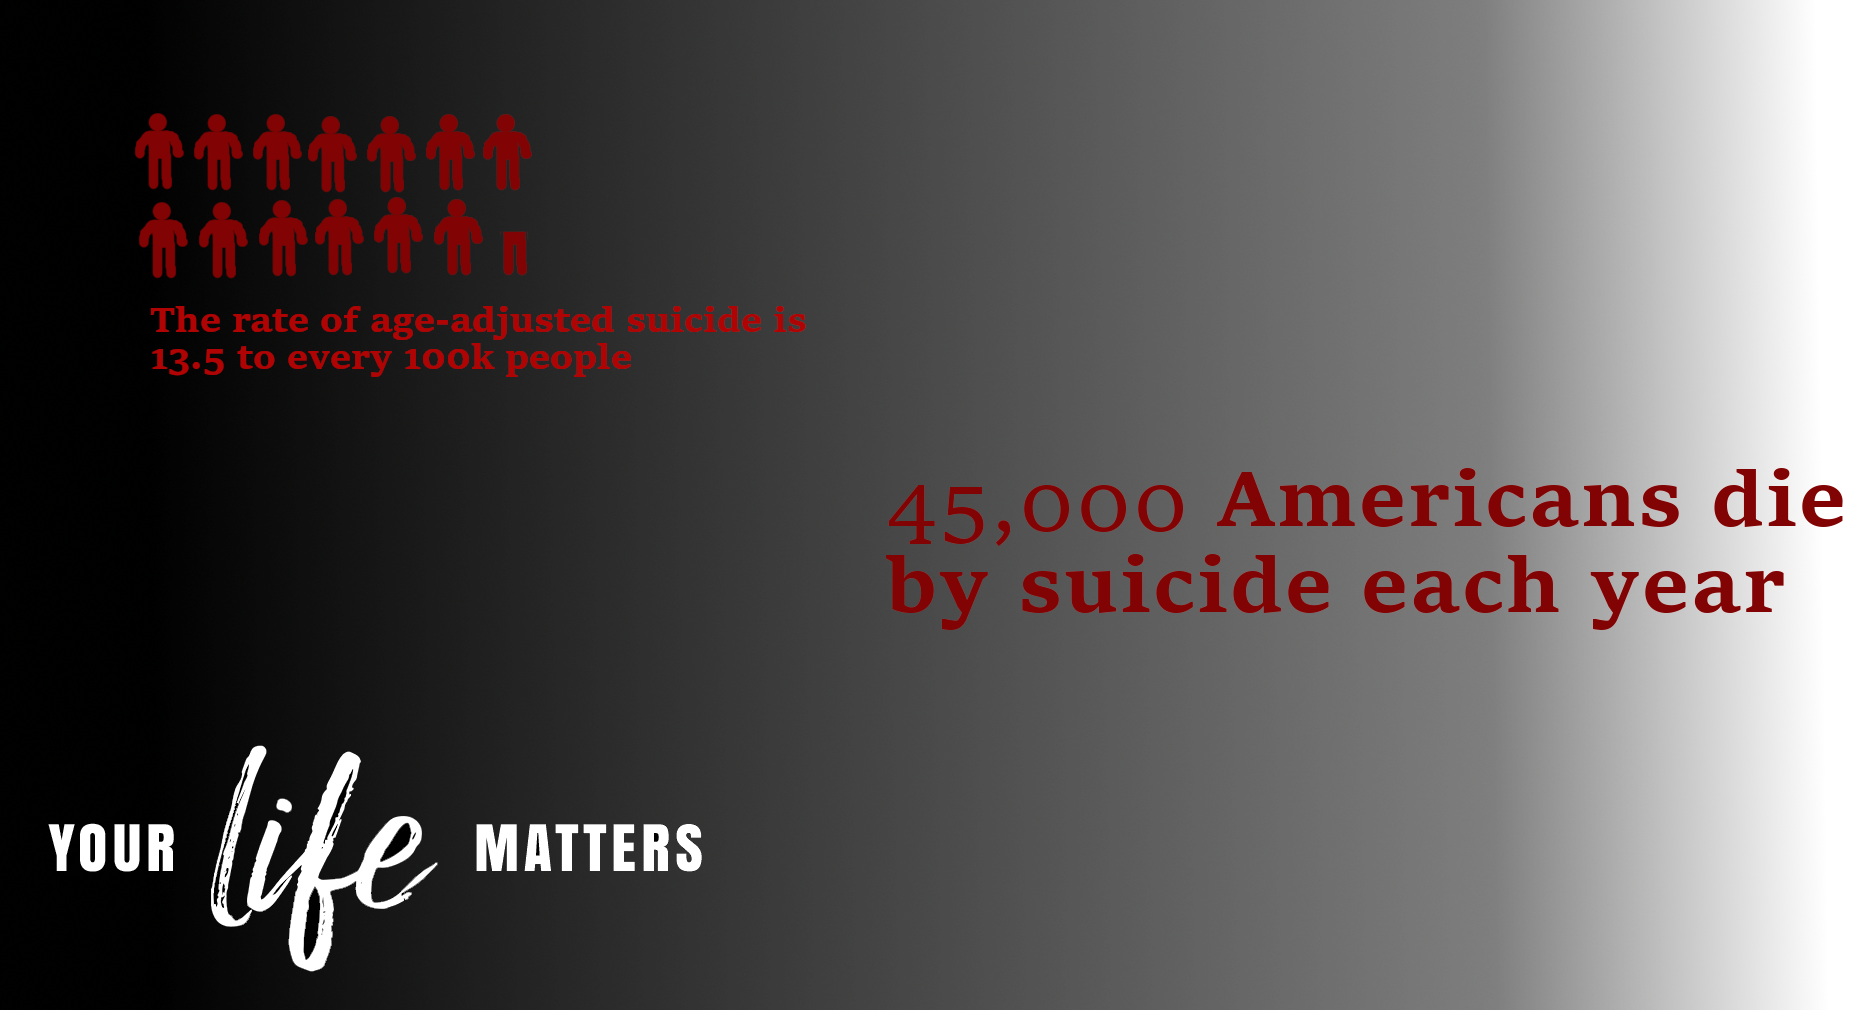 The rate of age-adjusted suicide is
13.5 to every 100k people
45,000 Americans die
by suicide each year
YOUR life MATTERS